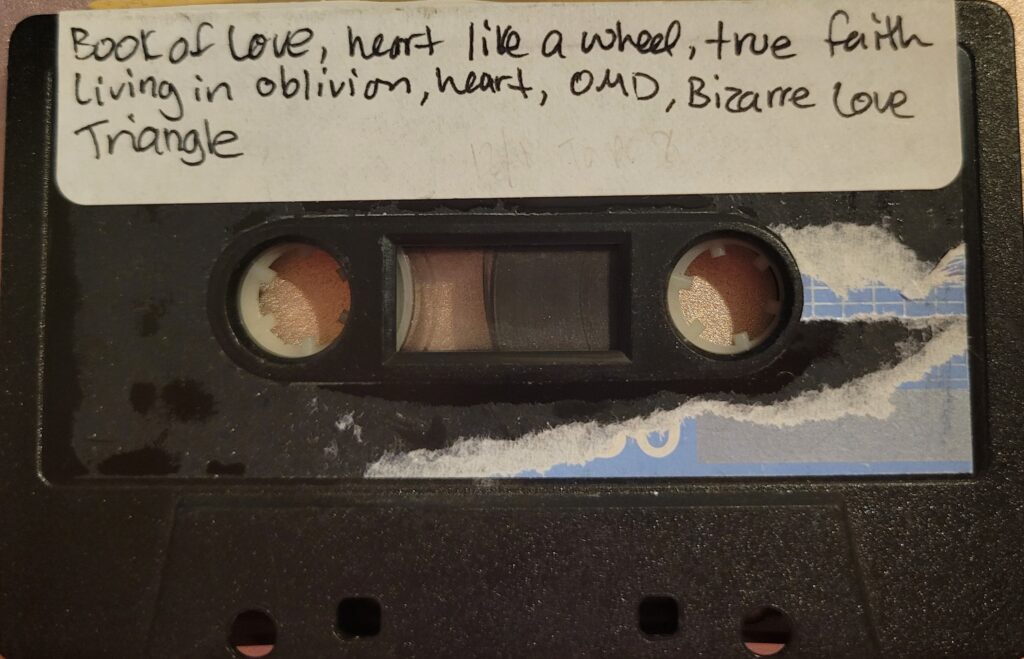 Book of Love, heart like a wheel, true faith
Living in oblivion, heart, OMD, Bizarre Love
Triangle